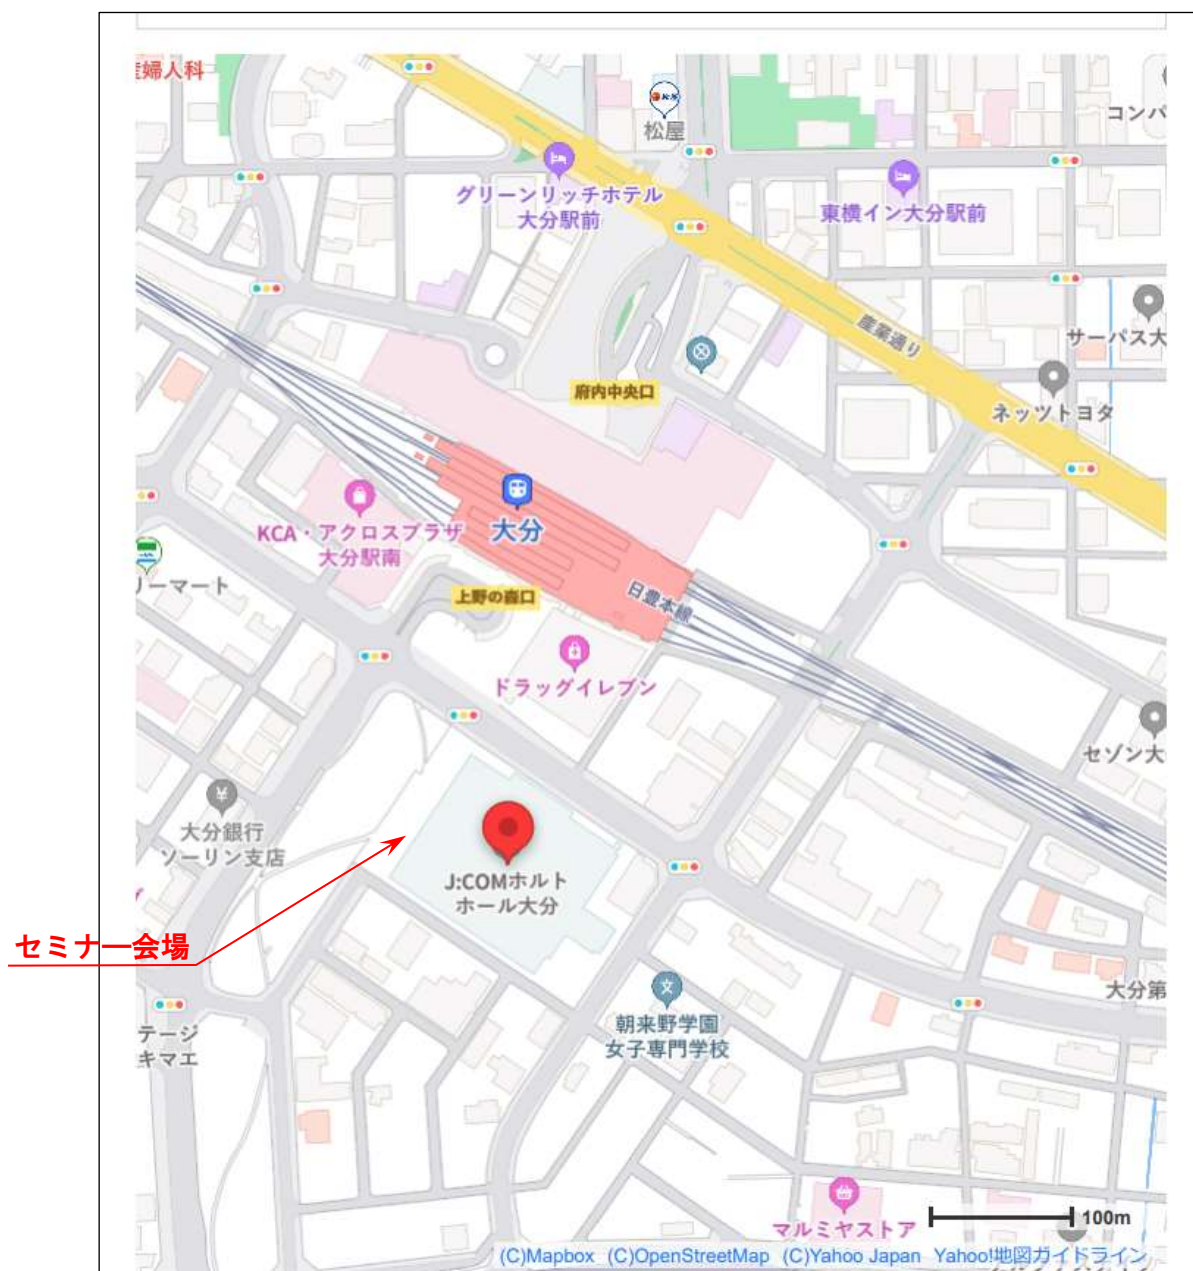 産婦人科
コンパ
松屋
グリーンリッチホテル
大分駅前
東横イン大分駅前
産業通り
サーパス大
府内中央口
ネッツトヨタ
KCA・アクロスプラザ
大分駅南
大分
リーマート
上野の森口
日豊本線
ドラッグイレブン
セゾン大
大分銀行
ソーリン支店
J:COMホルト
ホール大分
セミナー会場
朝来野学園
女子専門学校
大分第
テージ
キマエ
マルミヤストア
100m
(C)Mapbox (C)OpenStreetMap (C)Yahoo Japan Yahoo!地図ガイドライン